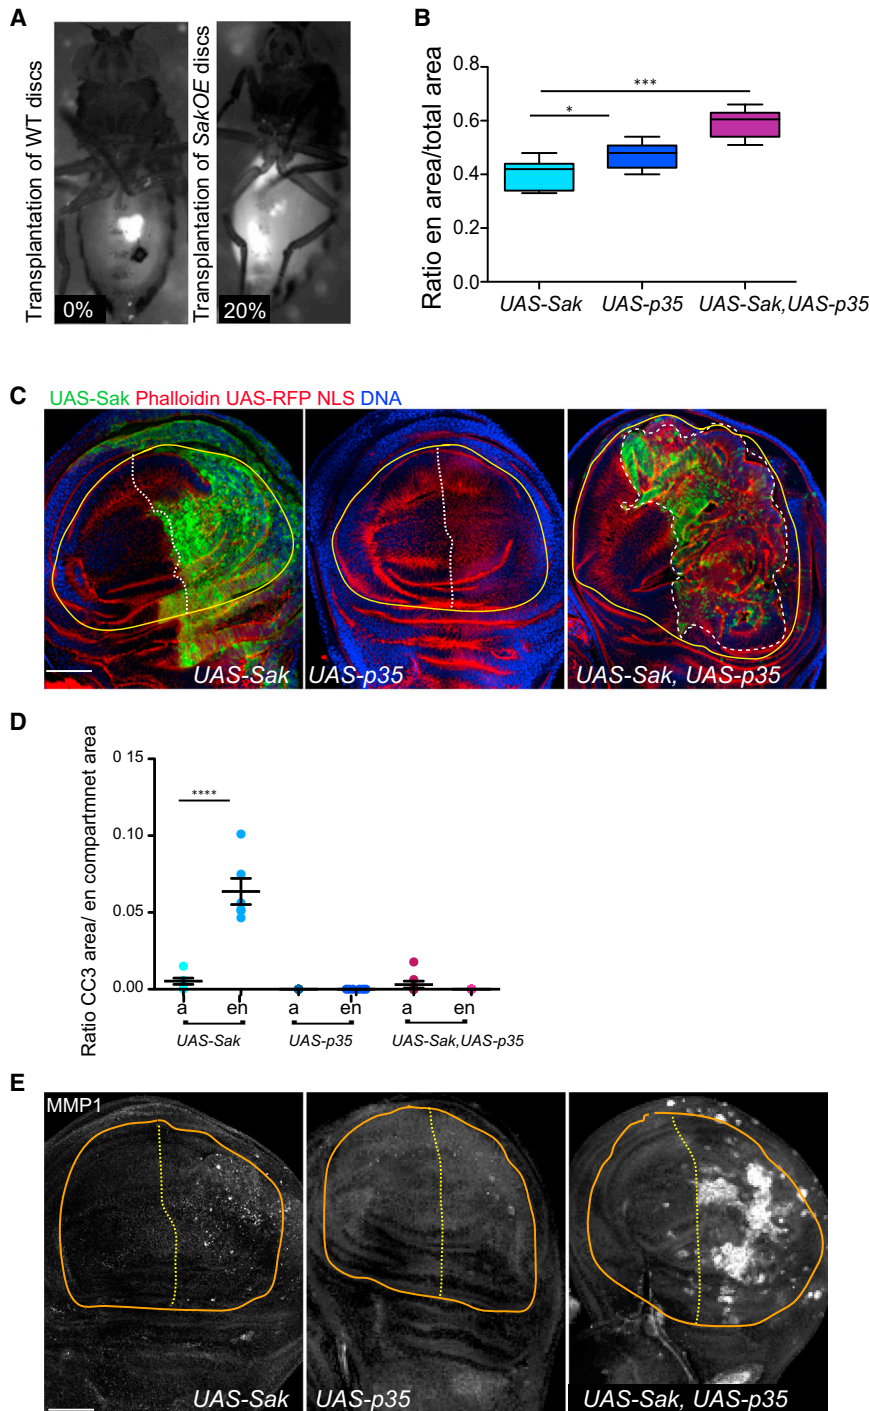 A
Transplantation of WT discs
0%
Transplantation of SakOE discs
20%
B
Ratio en area/total area
0.8
0.6
0.4
0.2
0.0
*
***
UAS-Sak
UAS-p35
UAS-Sak,UAS-p35
C
UAS-Sak Phalloidin UAS-RFP NLS DNA
UAS-Sak
UAS-p35
UAS-Sak, UAS-p35
D
Ratio CC3 area/ en compartmnet area
0 15
0.10
0.05
0.00
****
a
en
a
en
a
en
UAS-Sak
UAS-p35
UAS-Sak,UAS-p35
E
MMP1
UAS-Sak
UAS-p35
UAS-Sak, UAS-p35